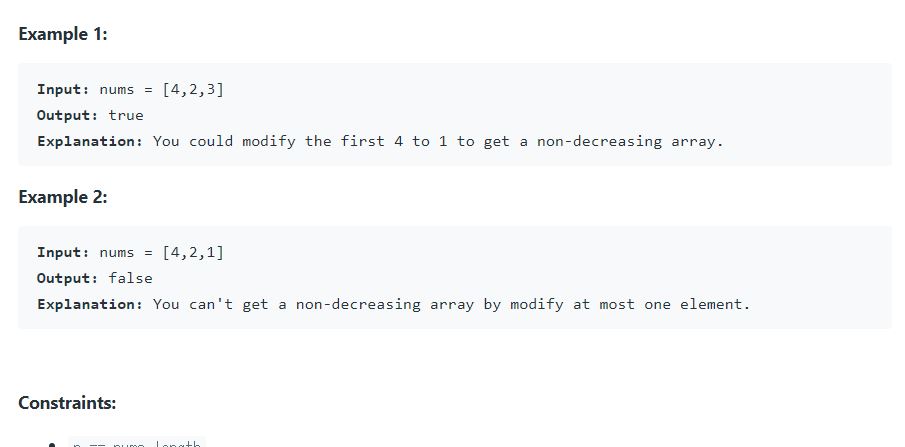 Example 1:
Input: nums = [4,2,3]
Output: true
Explanation: You could modify the first 4 to 1 to get a non-decreasing array.
Example 2:
Input: nums = [4,2,1]
Output: false
Explanation: You can't get a non-decreasing array by modify at most one element.
Constraints:
n == nums.length